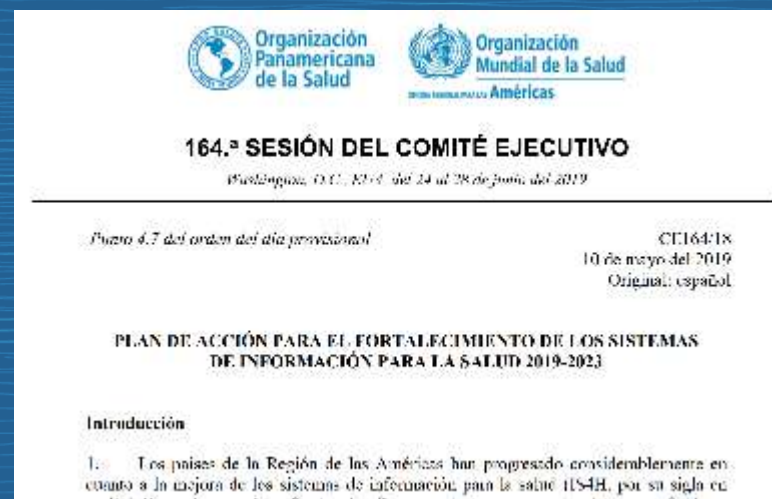 Organización
Panamericana
de la Salud
Organización
Mundial de la Salud
Américas
164.ª SESIÓN DEL COMITÉ EJECUTIVO
Washington, D.C., EUA, del 24 al 28 de junio del 2019
Punto 4.7 del orden del día provisional
CE164/18
10 de mayo del 2019
Original: español
PLAN DE ACCIÓN PARA EL FORTALECIMIENTO DE LOS SISTEMAS
DE INFORMACIÓN PARA LA SALUD 2019-2023
Introducción
1. Los países de la Región de las Américas han progresado considerablemente en
cuanto a la mejora de los sistemas de información para la salud (IS4H, por su sigla en